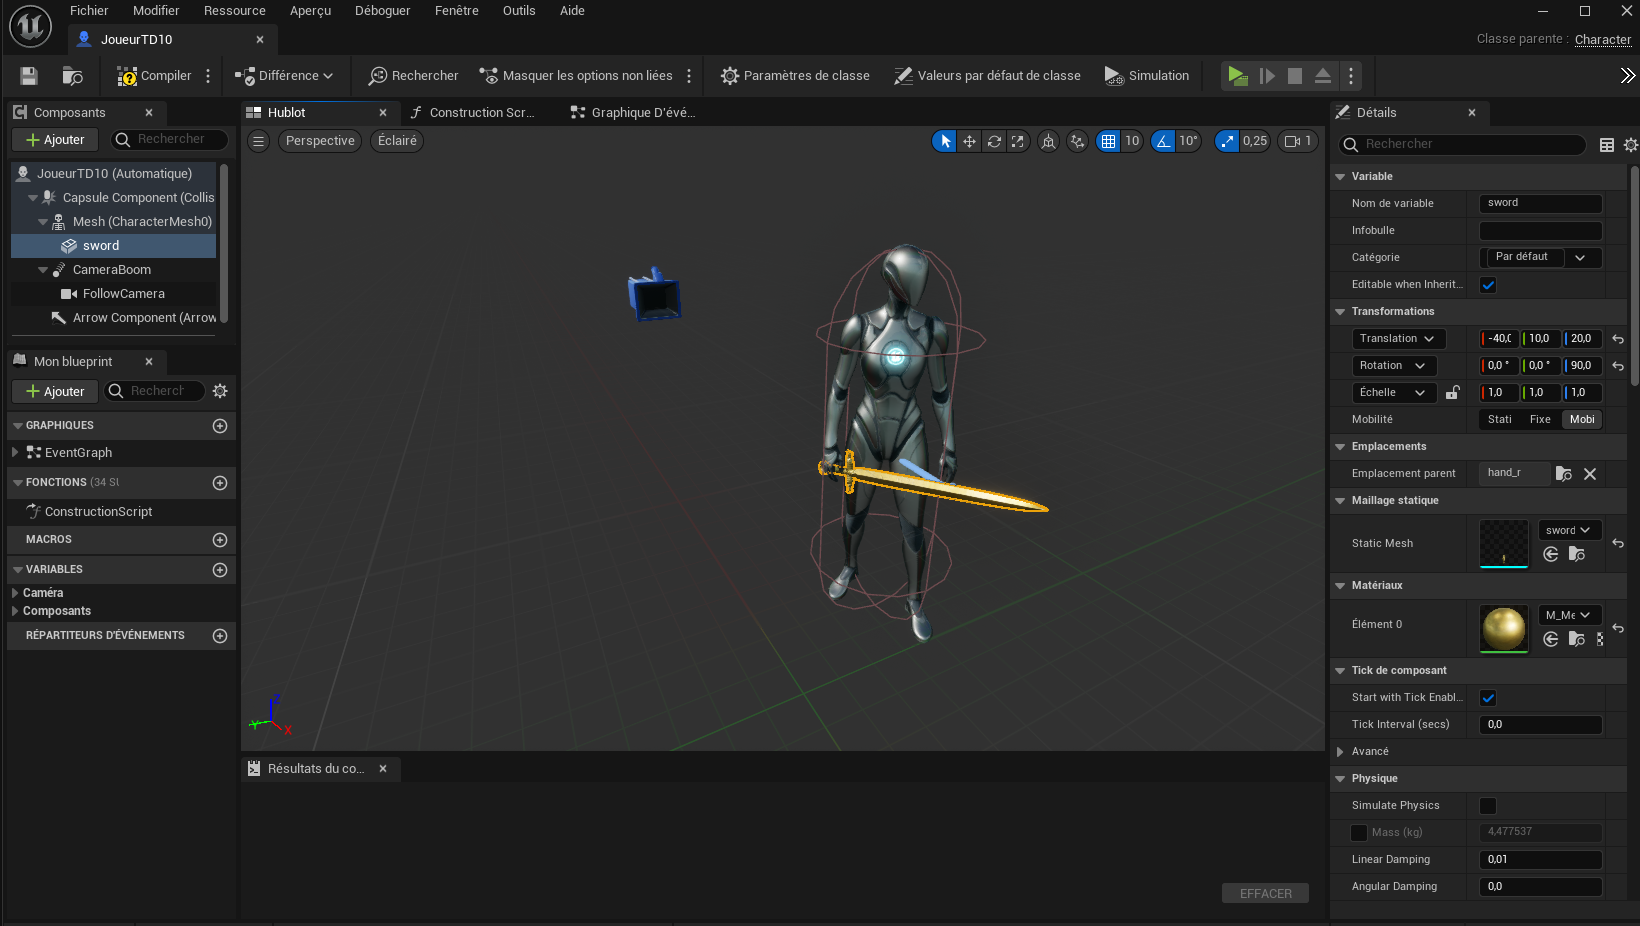 Fichier Modifier Ressource Aperçu Déboguer Fenêtre Outils Aide
JoueurTD10
Classe parente : Character
Compiler Différence Rechercher Masquer les options non liées Paramètres de classe Valeurs par défaut de classe Simulation
Composants
Ajouter Rechercher
JoueurTD10 (Automatique)
Capsule Component (Collis
Mesh (CharacterMesh0)
sword
CameraBoom
FollowCamera
Arrow Component (Arrow
Mon blueprint
Ajouter Recherch
GRAPHIQUES
EventGraph
FONCTIONS (34 SU
ConstructionScript
MACROS
VARIABLES
Caméra
Composants
RÉPARTITEURS D'ÉVÉNEMENTS
Hublot Construction Scr... Graphique D'évé...
Perspective Éclairé 10 10° 0,25 1
Z
Y
X
Résultats du co...
EFFACER
Détails
Rechercher
Variable
Nom de variable sword
Infobulle
Catégorie Par défaut
Editable when Inherit...
Transformations
Translation -40,0 10,0 20,0
Rotation 0,0 ° 0,0 ° 90,0
Échelle 1,0 1,0 1,0
Mobilité Stati Fixe Mobi
Emplacements
Emplacement parent hand_r
Maillage statique
Static Mesh sword
Matériaux
Élément 0 M_Me
Tick de composant
Start with Tick Enabl...
Tick Interval (secs) 0,0
Avancé
Physique
Simulate Physics
Mass (kg) 4,477537
Linear Damping 0,01
Angular Damping 0,0